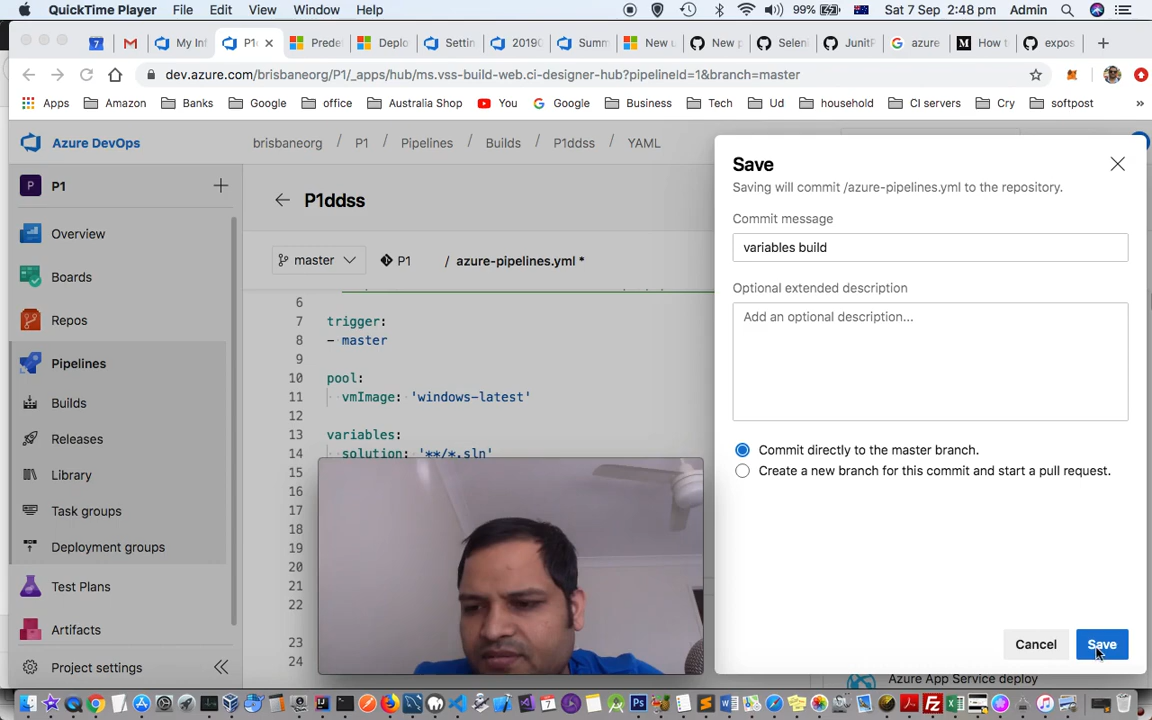 QuickTime Player File Edit View Window Help 99% Sat 7 Sep 2:48 pm Admin
7 My In P1 Predef Deplo Settin 2019 Summ New u New p Selen JunitP azure How t expos
dev.azure.com/brisbaneorg/P1/_apps/hub/ms.vss-build-web.ci-designer-hub?pipelineId=1&branch=master
Apps Amazon Banks Google office Australia Shop You Google Business Tech Ud household CI servers Cry softpost »
Azure DevOps brisbaneorg / P1 / Pipelines / Builds / P1ddss / YAML
P P1
Overview
Boards
Repos
Pipelines
Builds
Releases
Library
Task groups
Deployment groups
Test Plans
Artifacts
Project settings
P1ddss
master P1 / azure-pipelines.yml *
6
7 trigger:
8 - master
9
10 pool:
11 vmImage: 'windows-latest'
12
13 variables:
14 solution: '**/*.sln'
15
16
17
18
19
20
21
22
23
24
Save
Saving will commit /azure-pipelines.yml to the repository.
Commit message
variables build
Optional extended description
Add an optional description...
Commit directly to the master branch.
Create a new branch for this commit and start a pull request.
Cancel Save
Azure App Service deploy